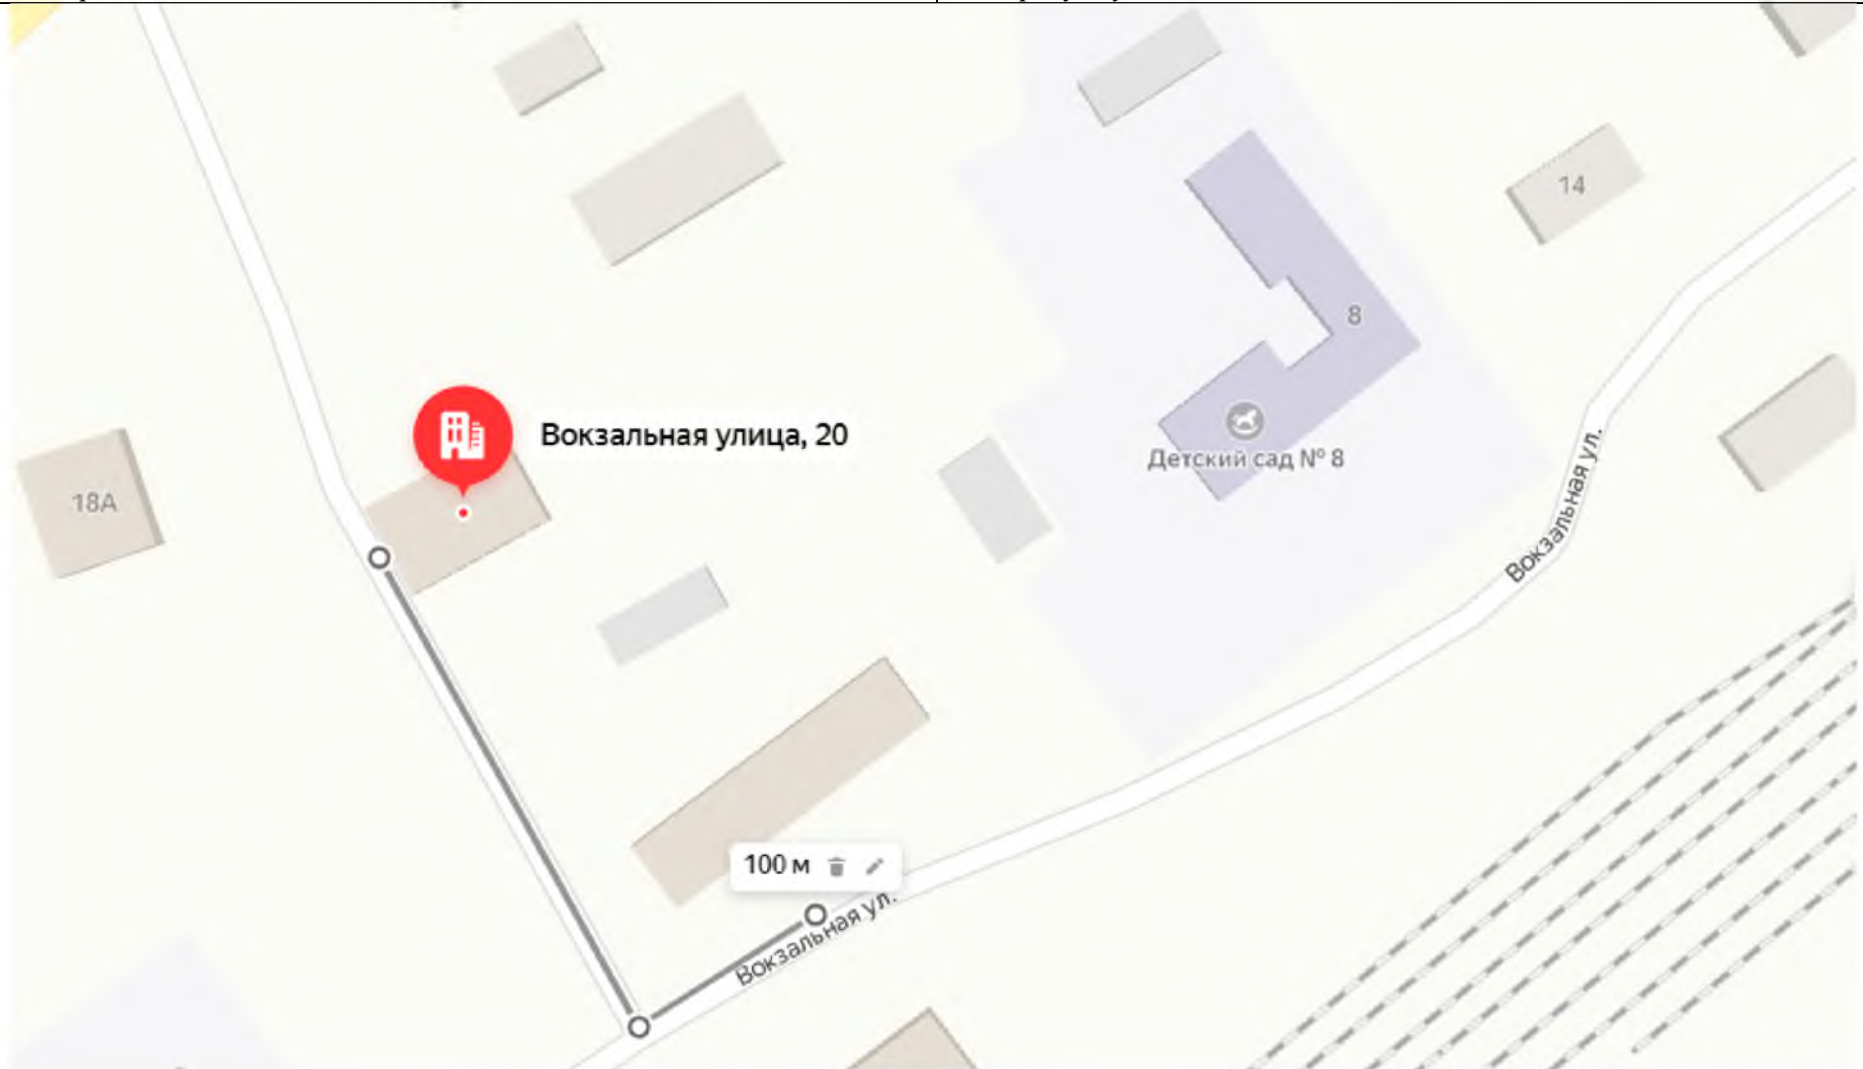 14
8
Вокзальная улица, 20
Детский сад № 8
18А
Вокзальная ул.
100 м
Вокзальная ул.